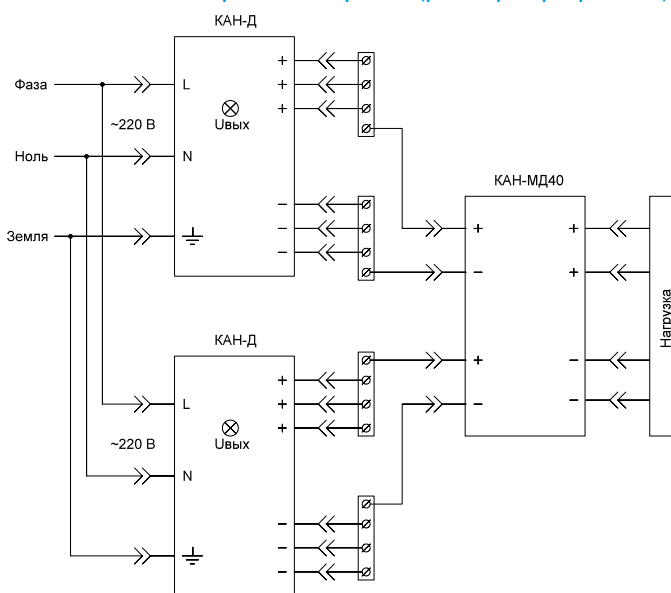 КАН-Д
Фаза
L
+
+
+
~220 В
Uвых
Ноль
N
КАН-МД40
Земля
−
−
−
+
−
+
+
−
−
Нагрузка
КАН-Д
+
−
L
+
+
+
~220 В
Uвых
N
−
−
−